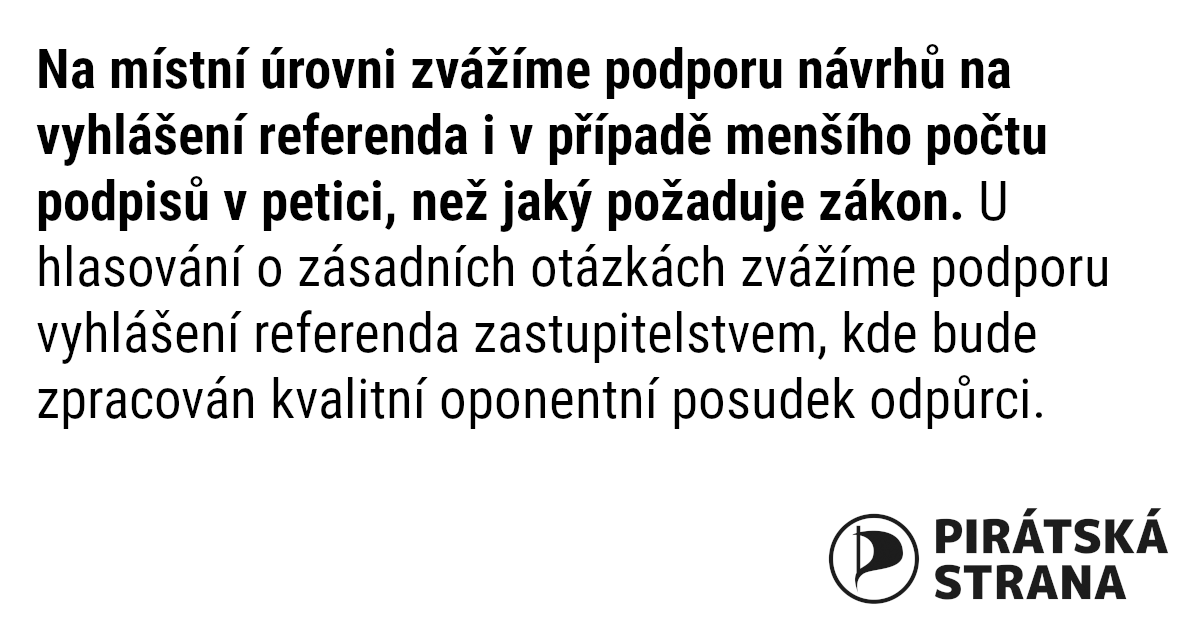 Na místní úrovni zvážíme podporu návrhů na
vyhlášení referenda i v případě menšího počtu
podpisů v petici, než jaký požaduje zákon. U
hlasování o zásadních otázkách zvážíme podporu
vyhlášení referenda zastupitelstvem, kde bude
zpracován kvalitní oponentní posudek odpůrci.
PIRÁTSKÁ
STRANA